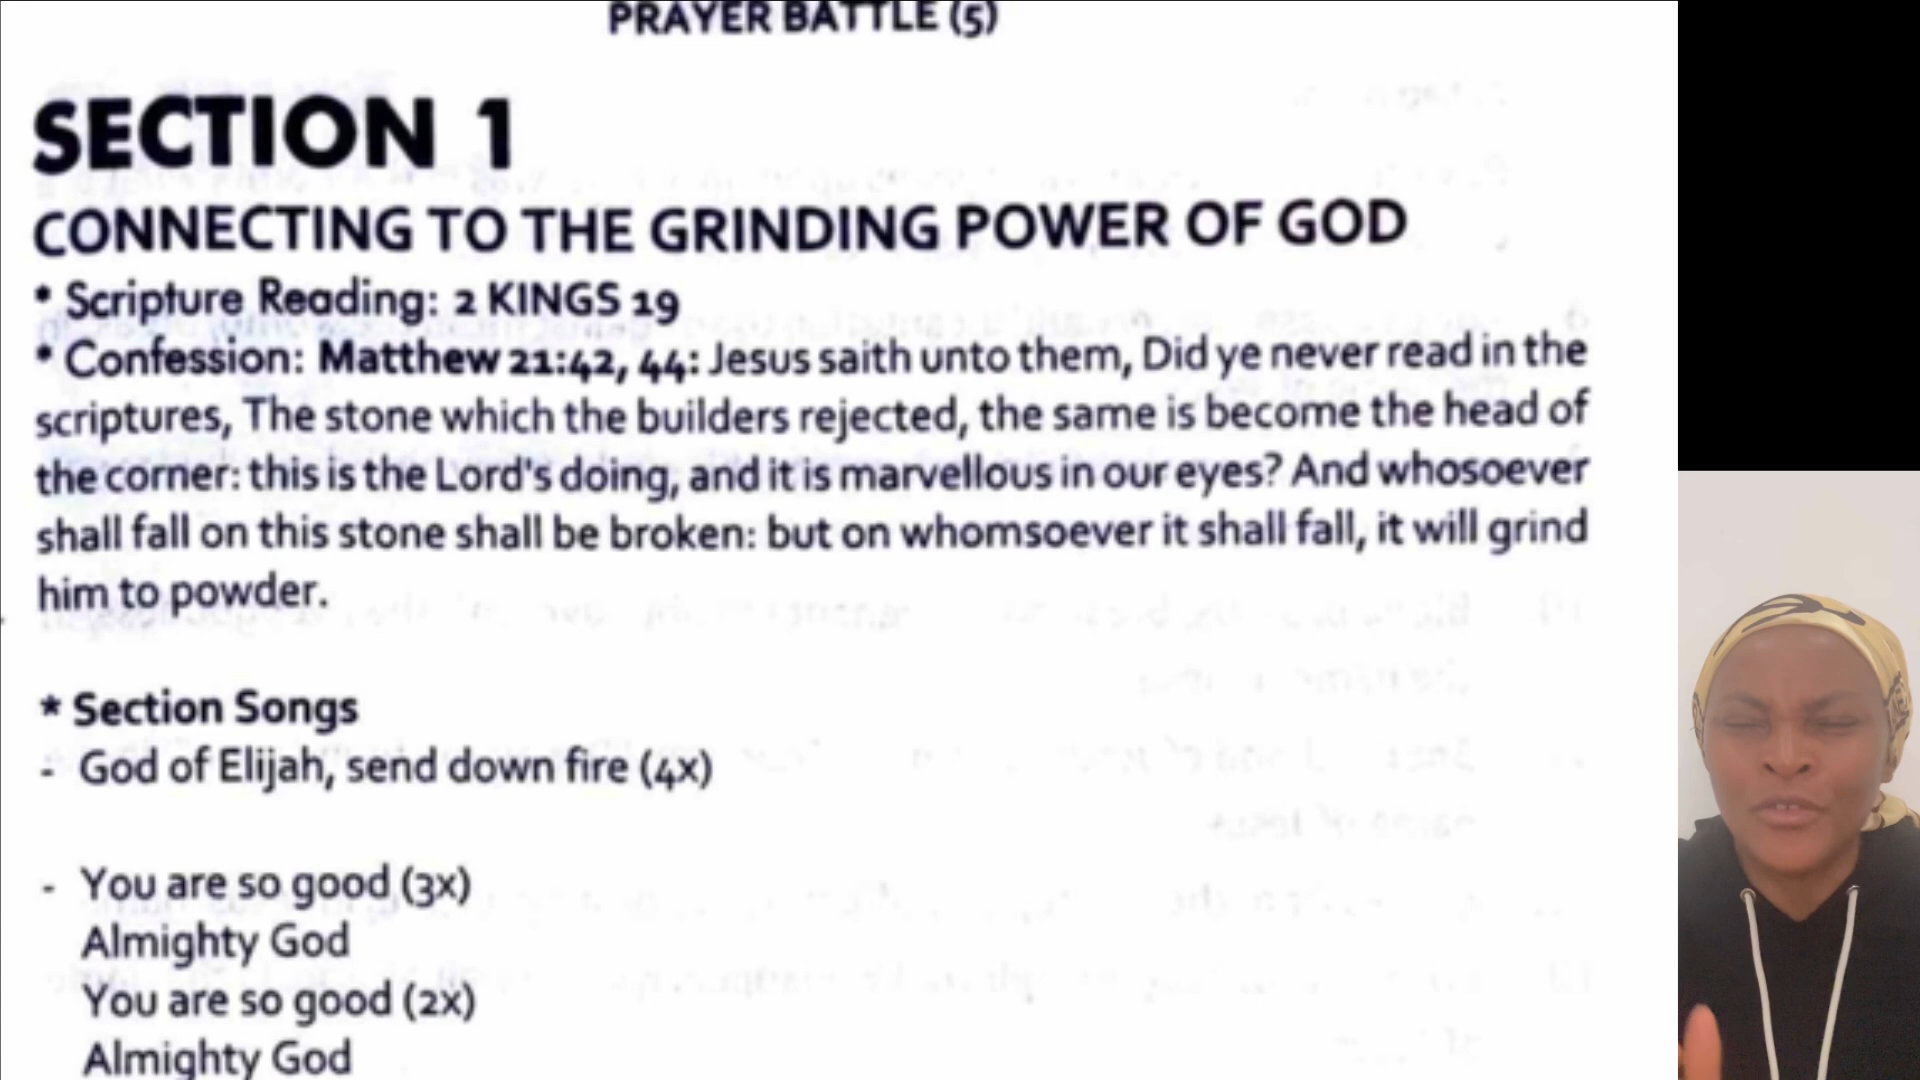 PRAYER BATTLE (5)
SECTION 1
CONNECTING TO THE GRINDING POWER OF GOD
* Scripture Reading: 2 KINGS 19
* Confession: Matthew 21:42, 44: Jesus saith unto them, Did ye never read in the
scriptures, The stone which the builders rejected, the same is become the head of
the corner: this is the Lord's doing, and it is marvellous in our eyes? And whosoever
shall fall on this stone shall be broken: but on whomsoever it shall fall, it will grind
him to powder.
* Section Songs
- God of Elijah, send down fire (4x)
- You are so good (3x)
Almighty God
You are so good (2x)
Almighty God